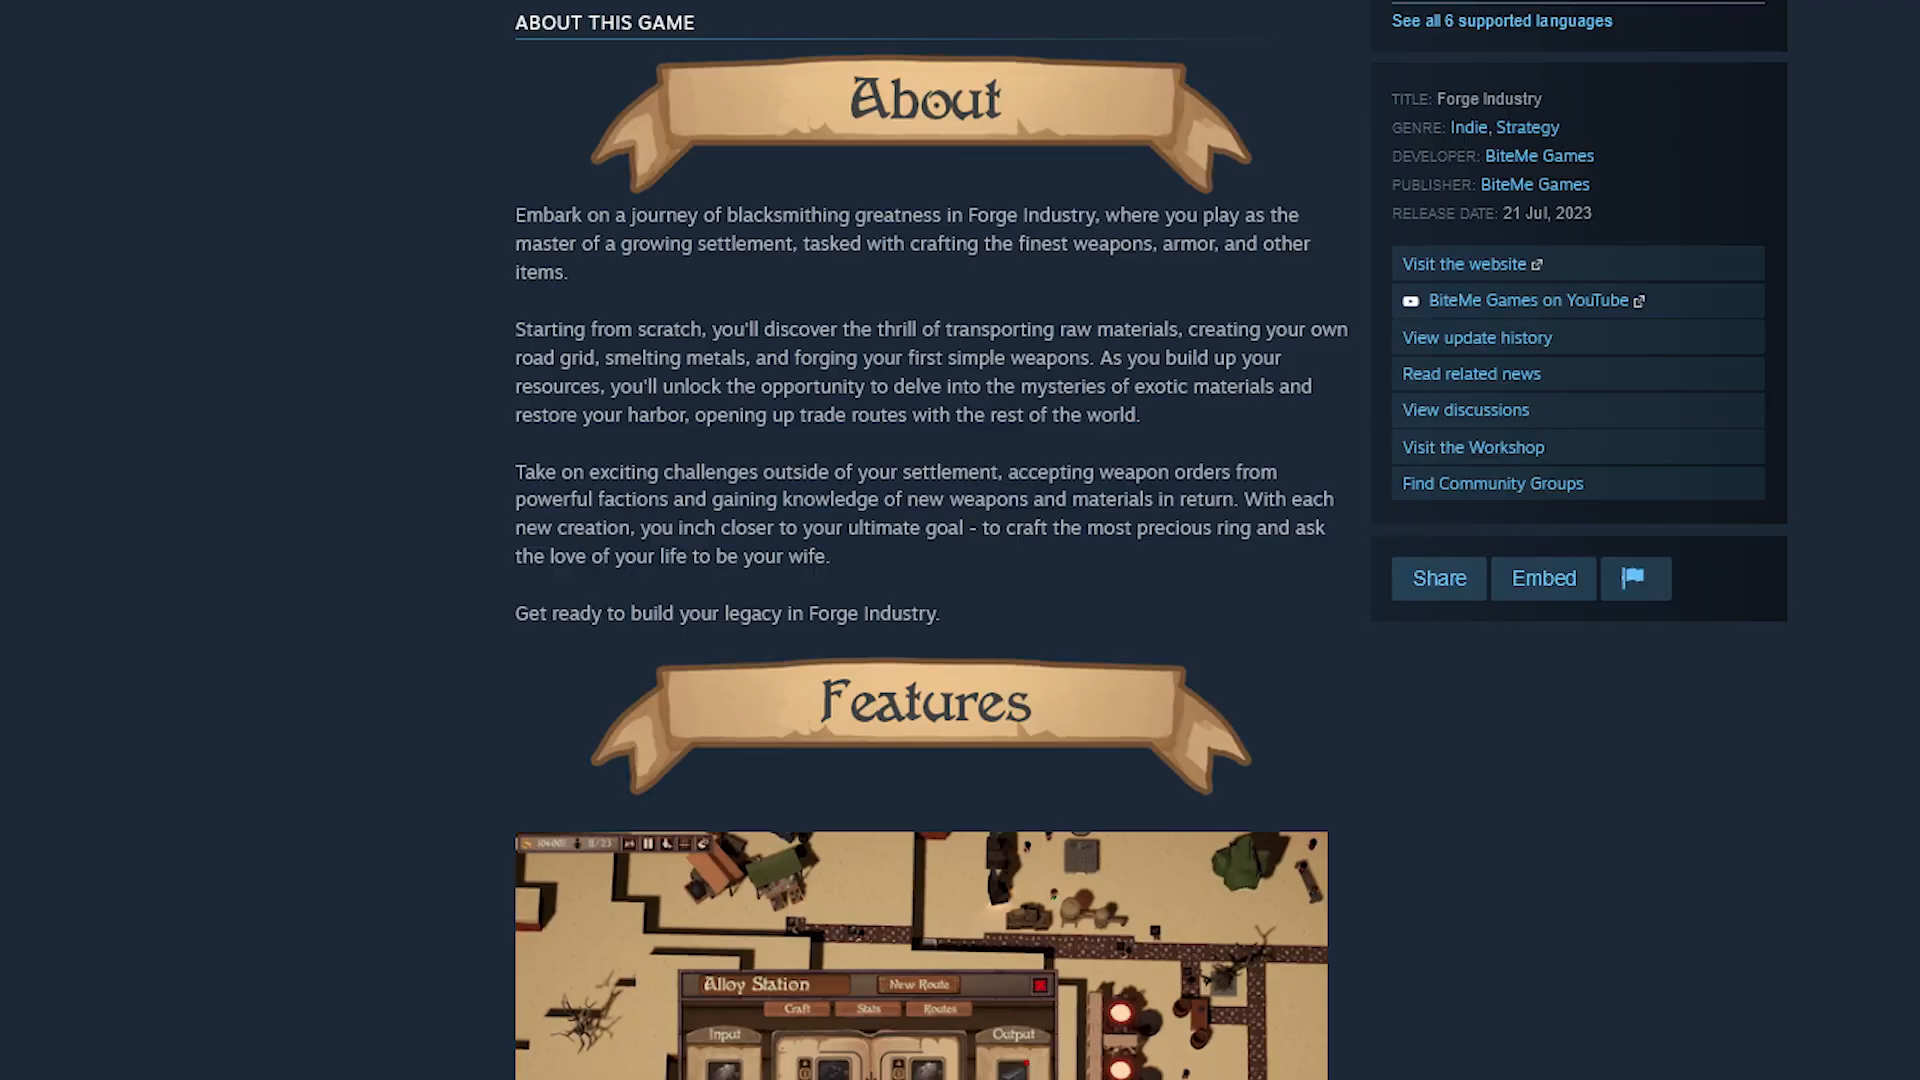 ABOUT THIS GAME
About
Embark on a journey of blacksmithing greatness in Forge Industry, where you play as the
master of a growing settlement, tasked with crafting the finest weapons, armor, and other
items.
Starting from scratch, you'll discover the thrill of transporting raw materials, creating your own
road grid, smelting metals, and forging your first simple weapons. As you build up your
resources, you'll unlock the opportunity to delve into the mysteries of exotic materials and
restore your harbor, opening up trade routes with the rest of the world.
Take on exciting challenges outside of your settlement, accepting weapon orders from
powerful factions and gaining knowledge of new weapons and materials in return. With each
new creation, you inch closer to your ultimate goal - to craft the most precious ring and ask
the love of your life to be your wife.
Get ready to build your legacy in Forge Industry.
Features
11/23
Alloy Station
New Route
Craft
Stats
Routes
Input
Output
See all 6 supported languages
TITLE: Forge Industry
GENRE: Indie, Strategy
DEVELOPER: BiteMe Games
PUBLISHER: BiteMe Games
RELEASE DATE: 21 Jul, 2023
Visit the website
BiteMe Games on YouTube
View update history
Read related news
View discussions
Visit the Workshop
Find Community Groups
Share
Embed